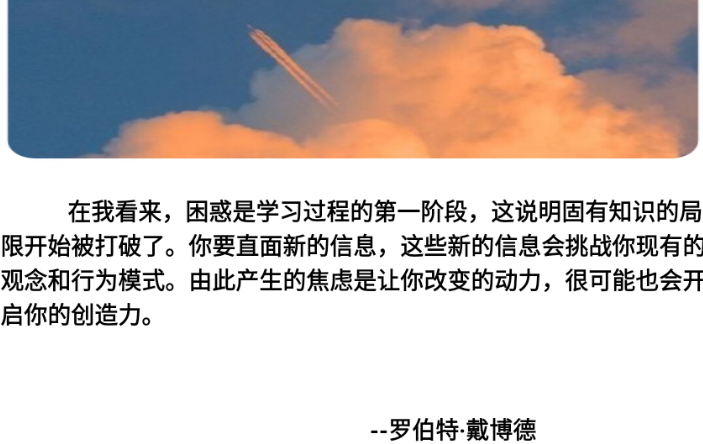 在我看来，困惑是学习过程的第一阶段，这说明固有知识的局
限开始被打破了。你要直面新的信息，这些新的信息会挑战你现有的
观念和行为模式。由此产生的焦虑是让你改变的动力，很可能也会开
启你的创造力。
--罗伯特·戴博德